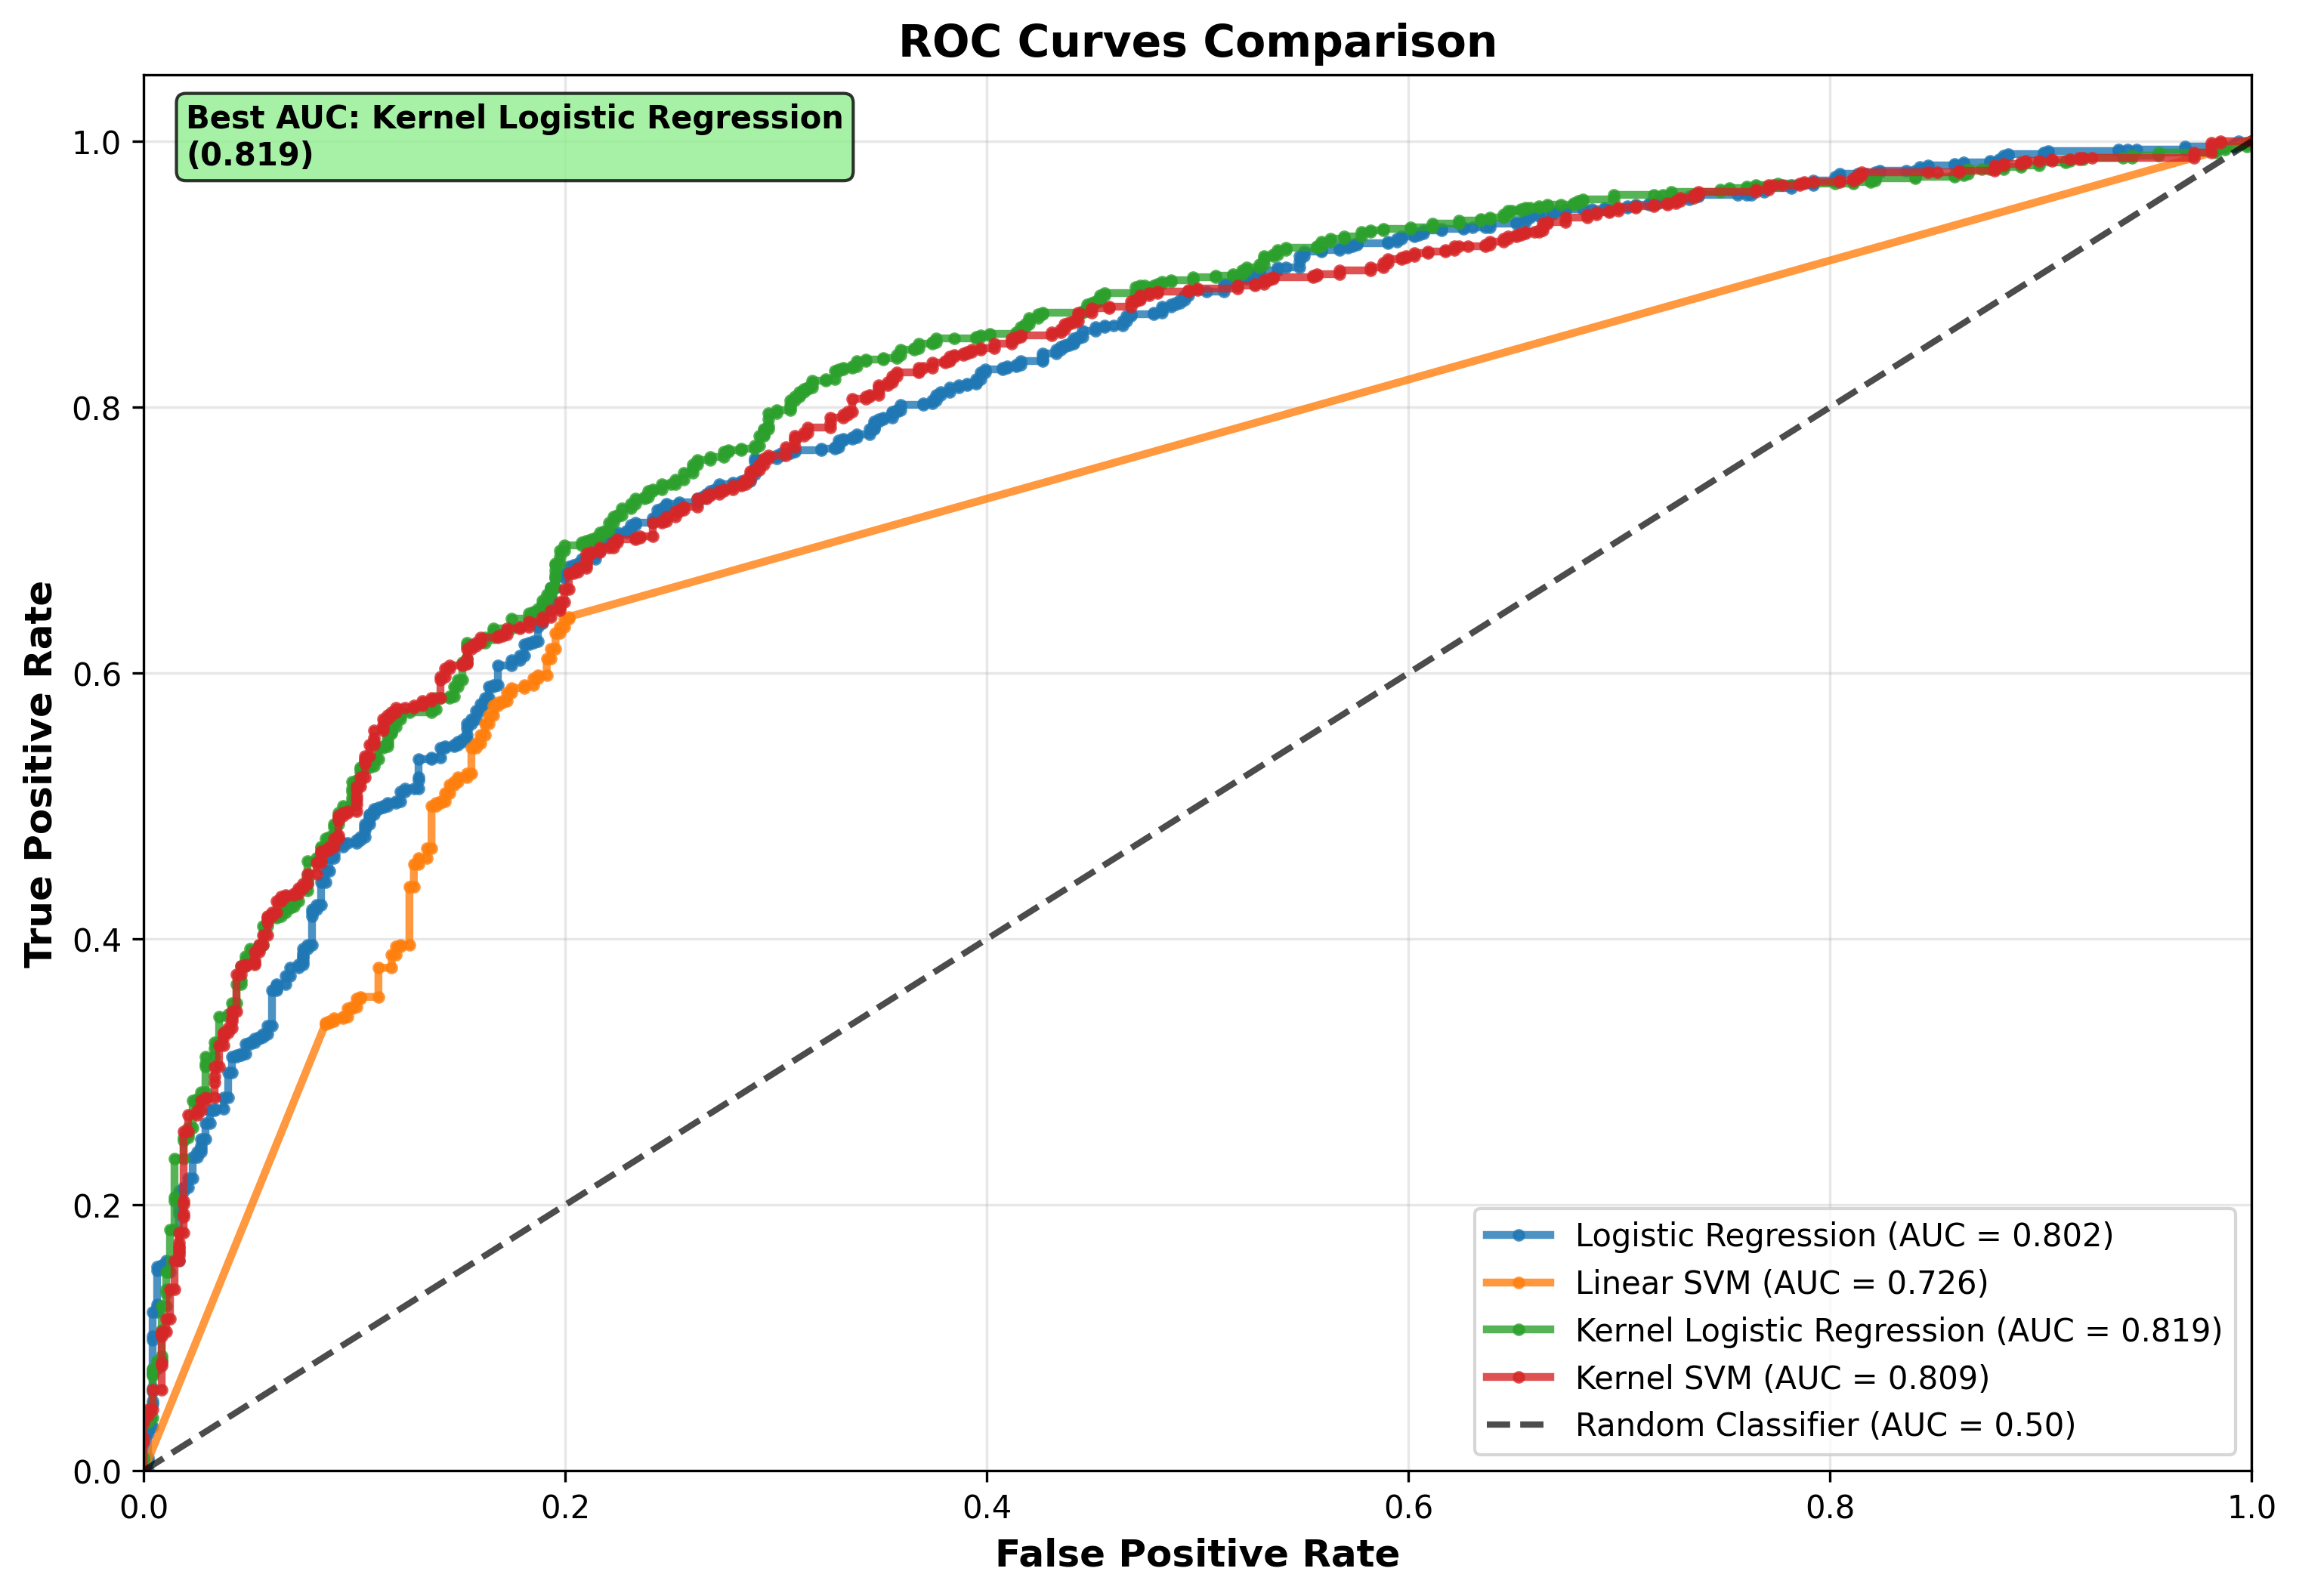 ROC Curves Comparison
Best AUC: Kernel Logistic Regression
(0.819)
True Positive Rate
1.0
0.8
0.6
0.4
0.2
0.0
Logistic Regression (AUC = 0.802)
Linear SVM (AUC = 0.726)
Kernel Logistic Regression (AUC = 0.819)
Kernel SVM (AUC = 0.809)
Random Classifier (AUC = 0.50)
0.0 0.2 0.4 0.6 0.8 1.0
False Positive Rate